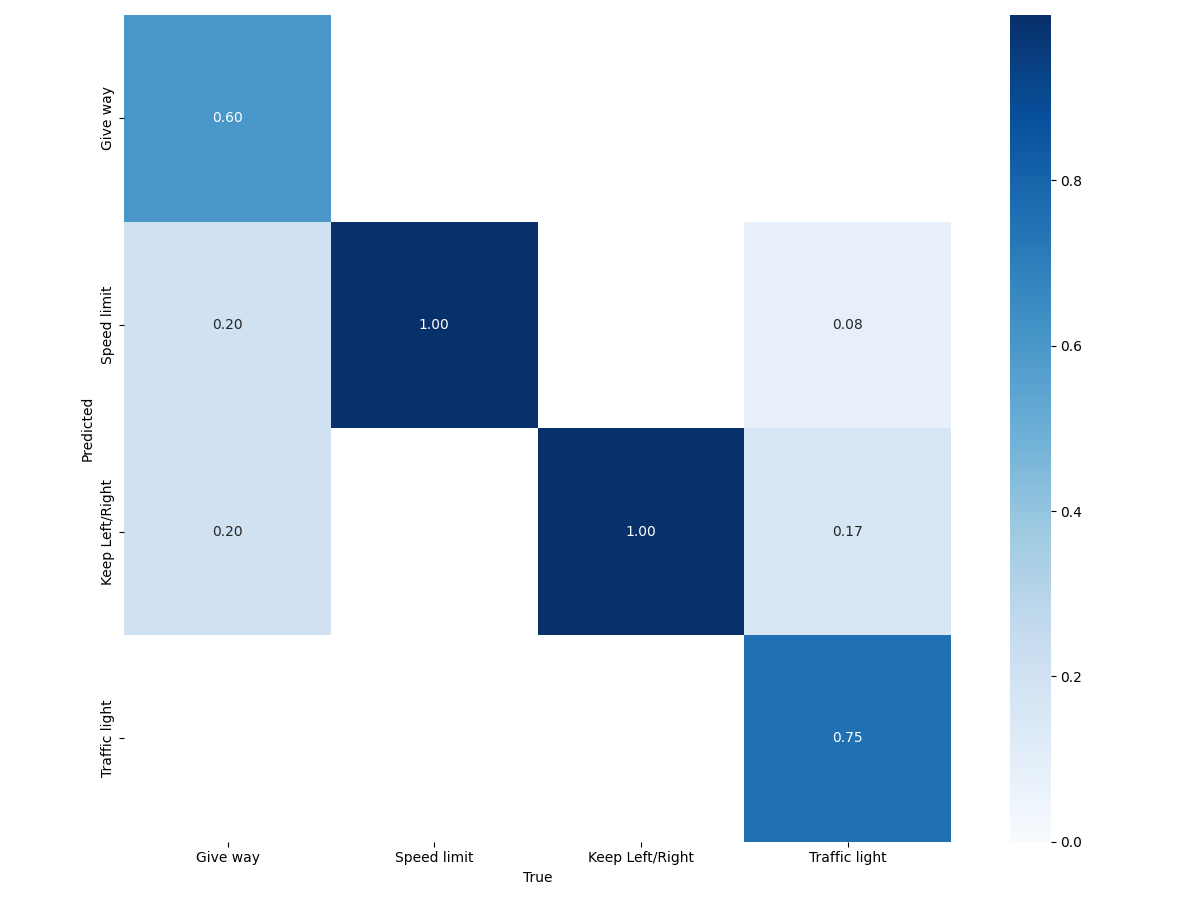 Give way
0.60
0.8
Speed limit
0.20
1.00
0.08
0.6
Predicted
0.4
Keep Left/Right
0.20
1.00
0.17
0.2
Traffic light
0.75
0.0
Give way
Speed limit
Keep Left/Right
Traffic light
True